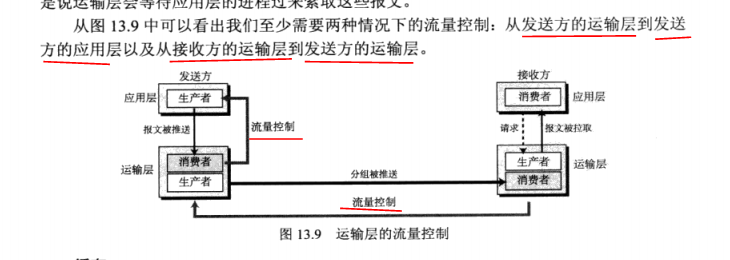 是说运输层会等待应用层的进程过来索取这些报文。
从图 13.9 中可以看出我们至少需要两种情况下的流量控制：从发送方的运输层到发送
方的应用层以及从接收方的运输层到发送方的运输层。
发送方
接收方
应用层
生产者
消费者
应用层
报文被推送
流量控制
请求
报文被拉取
运输层
消费者
生产者
分组被推送
生产者
消费者
运输层
流量控制
图 13.9 运输层的流量控制